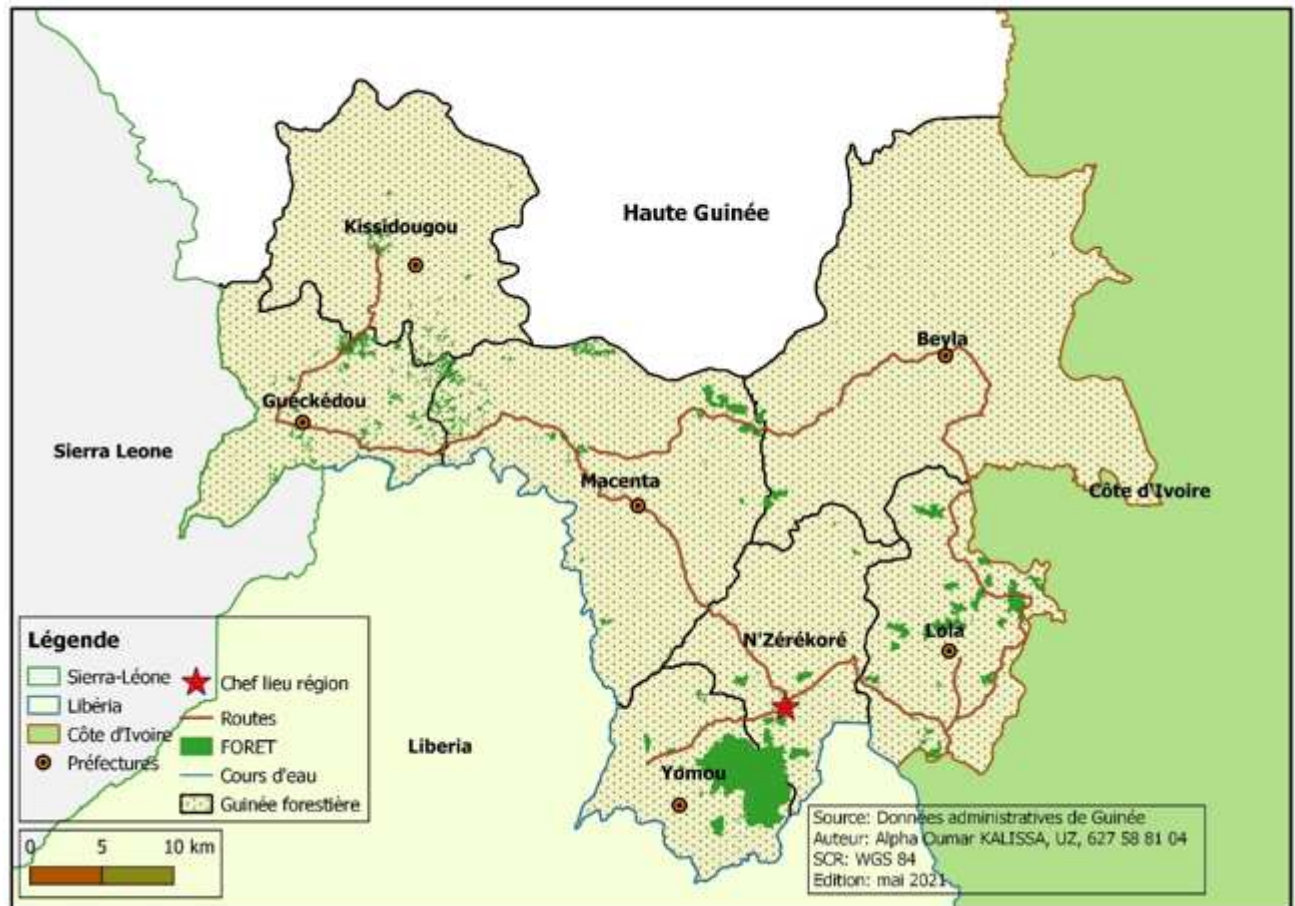 Haute Guinée
Kissidougou
Beyla
Guéckédou
Sierra Leone
Macenta
Côte d'Ivoire
N'Zérékoré
Lola
Liberia
Yomou
Légende
Sierra-Léone
Libéria
Côte d'Ivoire
Préfectures
Chef lieu région
Routes
FORET
Cours d'eau
Guinée forestière
0 5 10 km
Source: Données administratives de Guinée
Auteur: Alpha Oumar KALISSA, UZ, 627 58 81 04
SCR: WGS 84
Edition: mai 2021